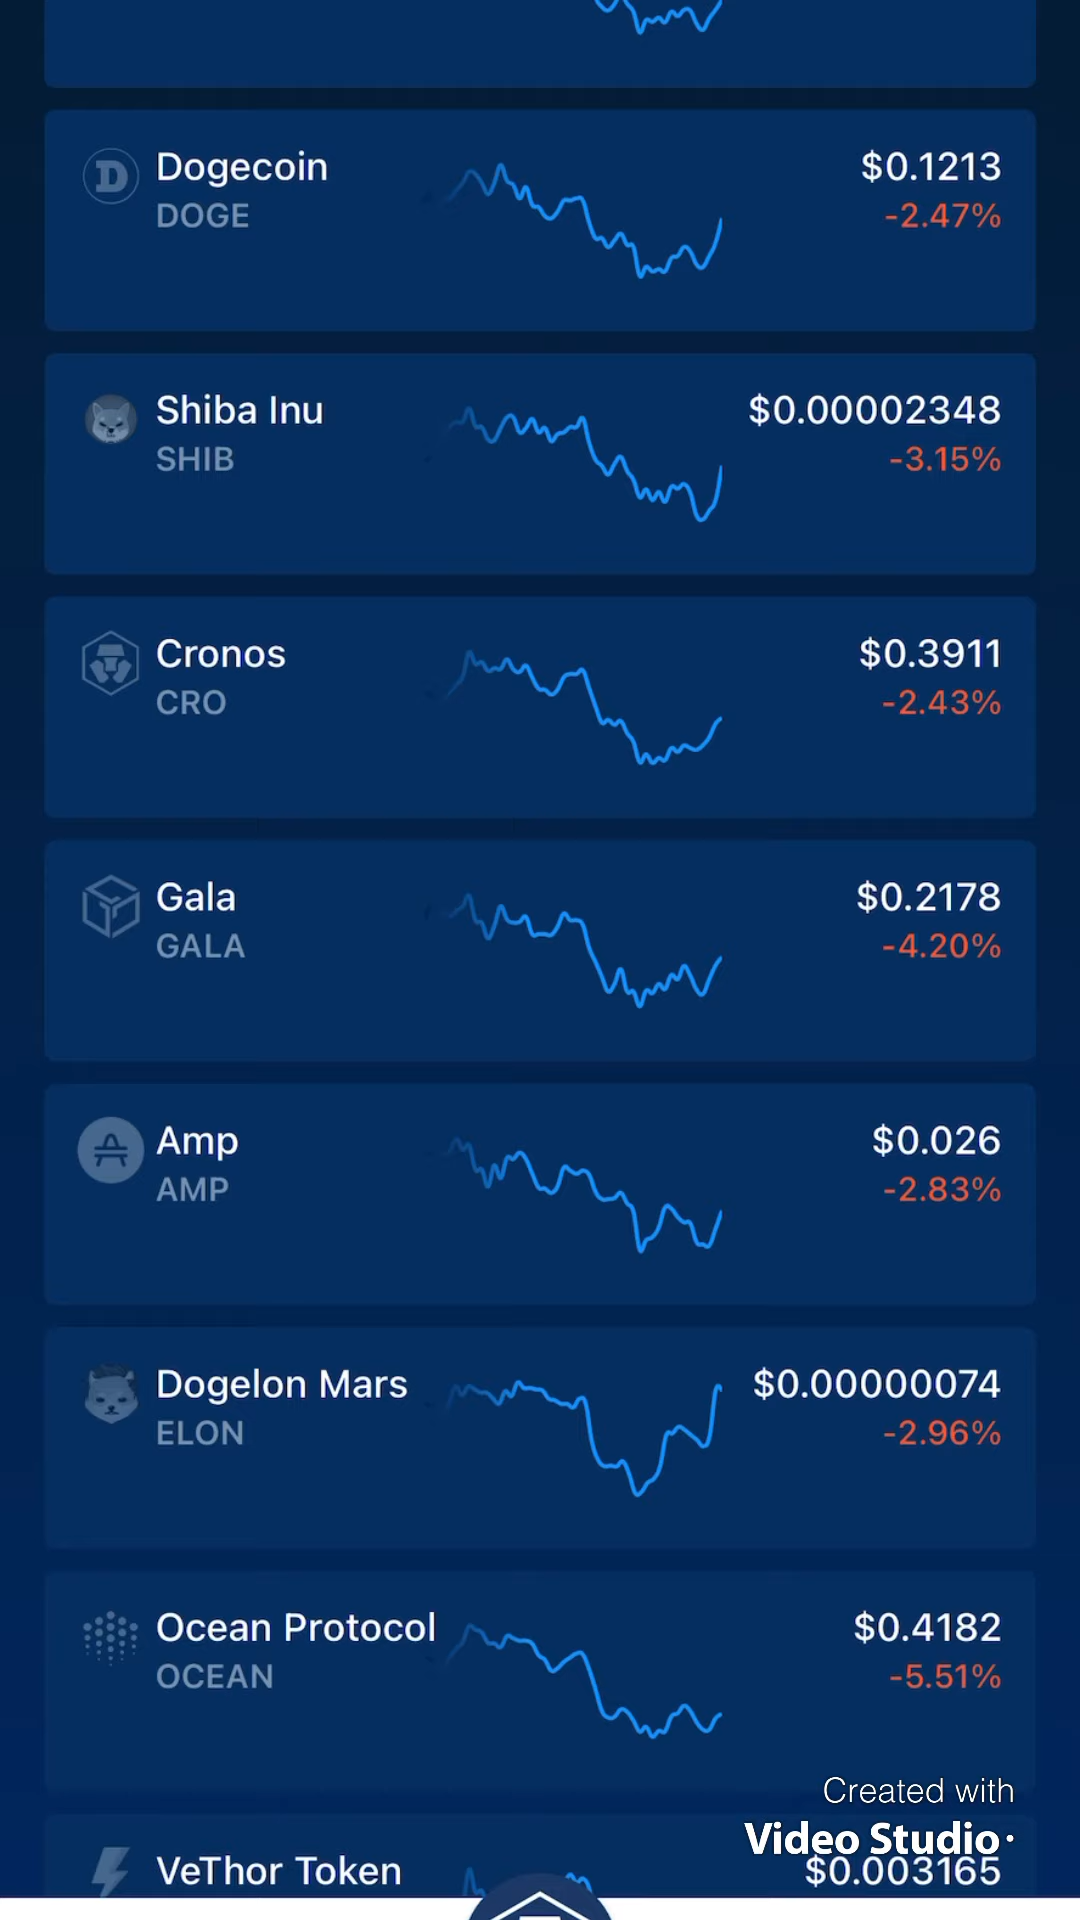 Dogecoin
$0.1213
DOGE
-2.47%
Shiba Inu
$0.00002348
SHIB
-3.15%
Cronos
$0.3911
CRO
-2.43%
Gala
$0.2178
GALA
-4.20%
Amp
$0.026
AMP
-2.83%
Dogelon Mars
$0.00000074
ELON
-2.96%
Ocean Protocol
$0.4182
OCEAN
-5.51%
Created with
Video Studio
VeThor Token
$0.003165